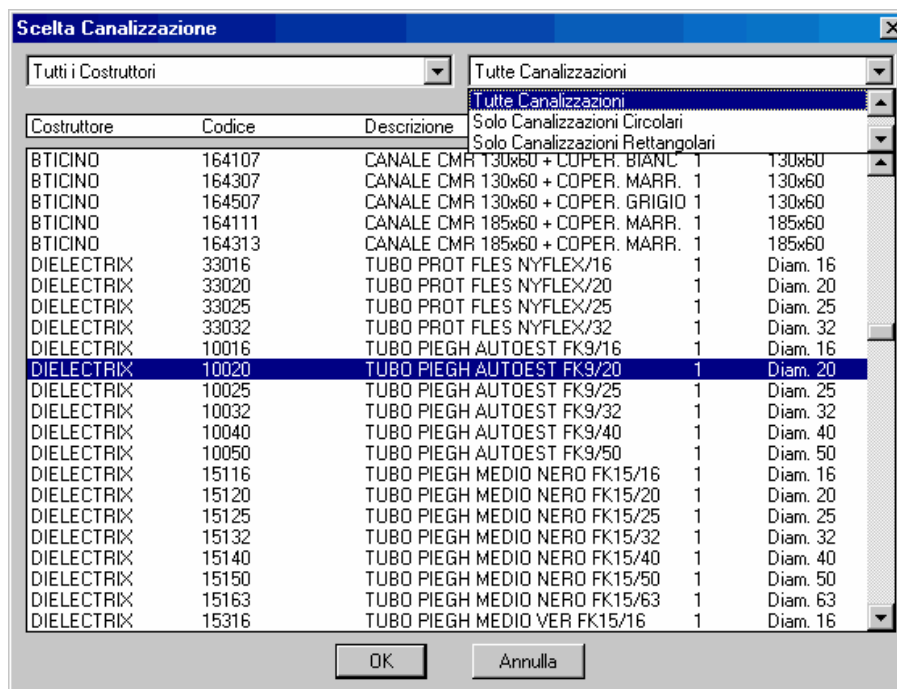 Scelta Canalizzazione
Tutti i Costruttori Tutte Canalizzazioni
Tutte Canalizzazioni
Solo Canalizzazioni Circolari
Solo Canalizzazioni Rettangolari
Costruttore Codice Descrizione
BTICINO 164107 CANALE CMR 130x60 + COPER. BIANC 1 130x60
BTICINO 164307 CANALE CMR 130x60 + COPER. MARR. 1 130x60
BTICINO 164507 CANALE CMR 130x60 + COPER. GRIGIO 1 130x60
BTICINO 164111 CANALE CMR 185x60 + COPER. MARR. 1 185x60
BTICINO 164313 CANALE CMR 185x60 + COPER. MARR. 1 185x60
DIELECTRIX 33016 TUBO PROT FLES NYFLEX/16 1 Diam. 16
DIELECTRIX 33020 TUBO PROT FLES NYFLEX/20 1 Diam. 20
DIELECTRIX 33025 TUBO PROT FLES NYFLEX/25 1 Diam. 25
DIELECTRIX 33032 TUBO PROT FLES NYFLEX/32 1 Diam. 32
DIELECTRIX 10016 TUBO PIEGH AUTOEST FK9/16 1 Diam. 16
DIELECTRIX 10020 TUBO PIEGH AUTOEST FK9/20 1 Diam. 20
DIELECTRIX 10025 TUBO PIEGH AUTOEST FK9/25 1 Diam. 25
DIELECTRIX 10032 TUBO PIEGH AUTOEST FK9/32 1 Diam. 32
DIELECTRIX 10040 TUBO PIEGH AUTOEST FK9/40 1 Diam. 40
DIELECTRIX 10050 TUBO PIEGH AUTOEST FK9/50 1 Diam. 50
DIELECTRIX 15116 TUBO PIEGH MEDIO NERO FK15/16 1 Diam. 16
DIELECTRIX 15120 TUBO PIEGH MEDIO NERO FK15/20 1 Diam. 20
DIELECTRIX 15125 TUBO PIEGH MEDIO NERO FK15/25 1 Diam. 25
DIELECTRIX 15132 TUBO PIEGH MEDIO NERO FK15/32 1 Diam. 32
DIELECTRIX 15140 TUBO PIEGH MEDIO NERO FK15/40 1 Diam. 40
DIELECTRIX 15150 TUBO PIEGH MEDIO NERO FK15/50 1 Diam. 50
DIELECTRIX 15163 TUBO PIEGH MEDIO NERO FK15/63 1 Diam. 63
DIELECTRIX 15316 TUBO PIEGH MEDIO VER FK15/16 1 Diam. 16
OK Annulla